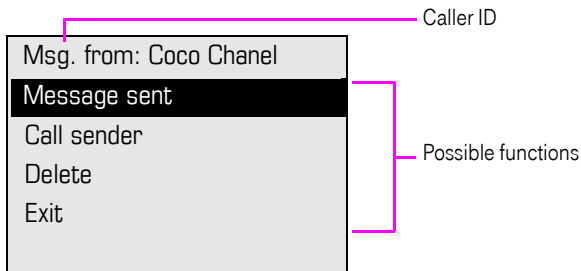 Caller ID
Msg. from: Coco Chanel
Message sent
Call sender
Delete
Exit
Possible functions